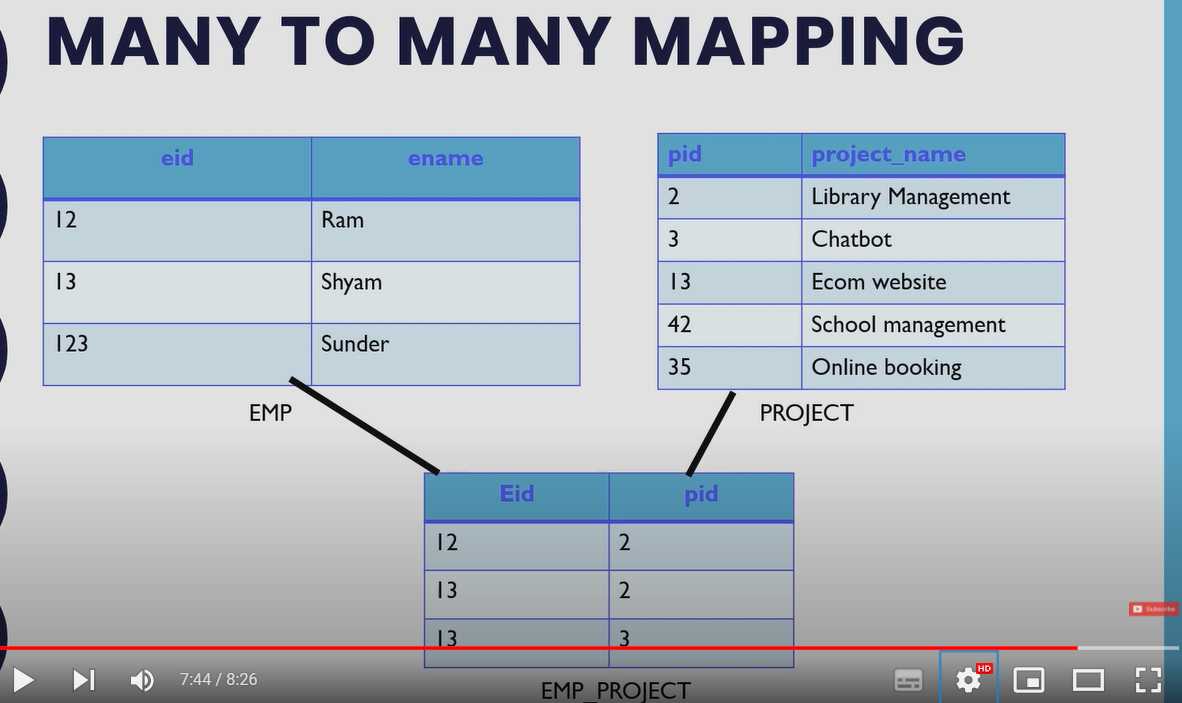 MANY TO MANY MAPPING
eid ename
12 Ram
13 Shyam
123 Sunder
EMP
pid project_name
2 Library Management
3 Chatbot
13 Ecom website
42 School management
35 Online booking
PROJECT
Eid pid
12 2
13 2
13 3
EMP_PROJECT
Subscribe
7:44 / 8:26
HD